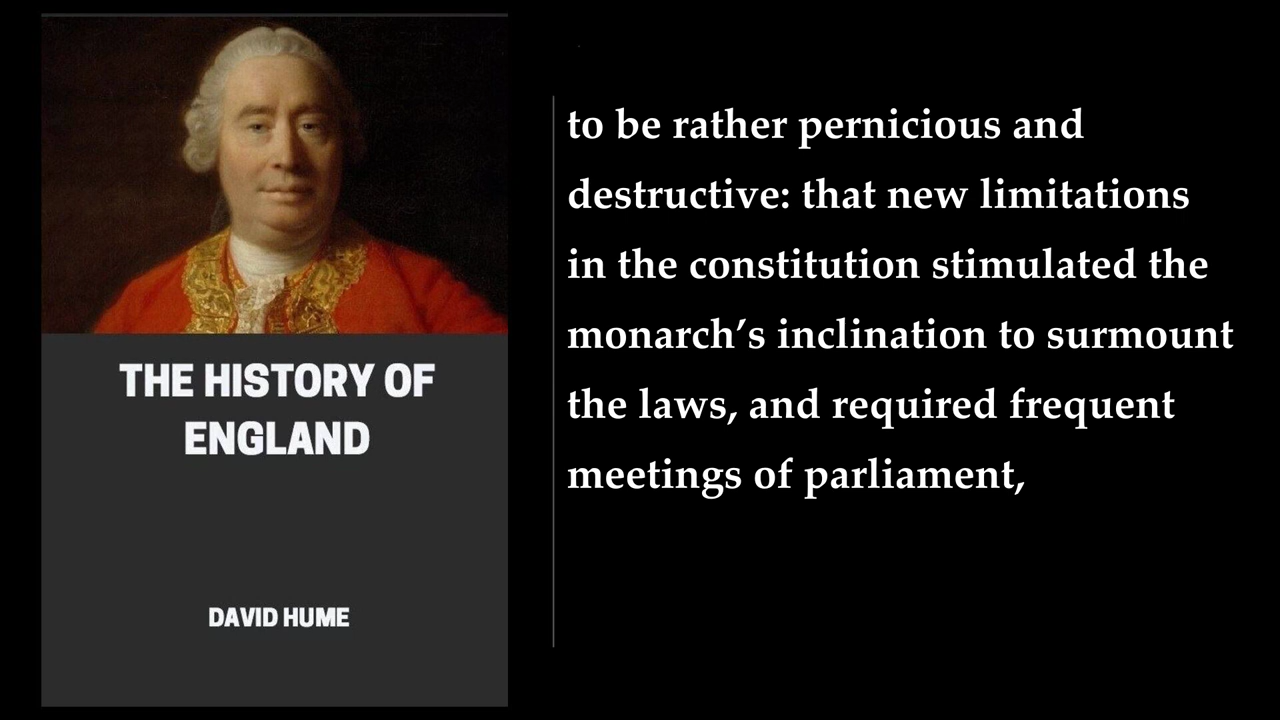 THE HISTORY OF
ENGLAND
DAVID HUME
to be rather pernicious and
destructive: that new limitations
in the constitution stimulated the
monarch’s inclination to surmount
the laws, and required frequent
meetings of parliament,